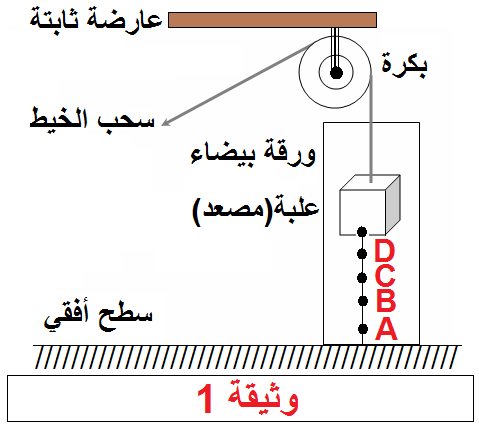 عارضة ثابتة
بكرة
سحب الخيط
ورقة بيضاء
علبة(مصعد)
D
C
B
A
سطح أفقي
وثيقة 1